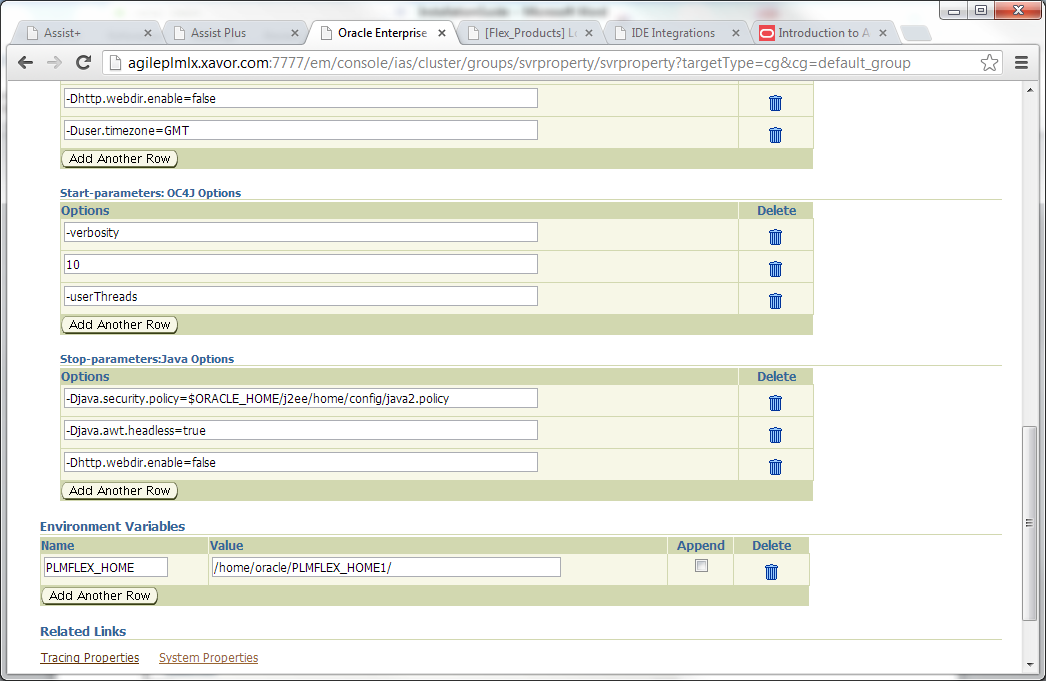 InstallationGuide - Microsoft Word
Assist+
Assist Plus
Oracle Enterprise
[Flex_Products] Lo
IDE Integrations
Introduction to A
agileplmlx.xavor.com:7777/em/console/ias/cluster/groups/svrproperty/svrproperty?targetType=cg&cg=default_group
-Dhttp.webdir.enable=false
-Duser.timezone=GMT
Add Another Row
Start-parameters: OC4J Options
Options Delete
-verbosity
10
-userThreads
Add Another Row
Stop-parameters:Java Options
Options Delete
-Djava.security.policy=$ORACLE_HOME/j2ee/home/config/java2.policy
-Djava.awt.headless=true
-Dhttp.webdir.enable=false
Add Another Row
Environment Variables
Name Value Append Delete
PLMFLEX_HOME /home/oracle/PLMFLEX_HOME1/
Add Another Row
Related Links
Tracing Properties System Properties